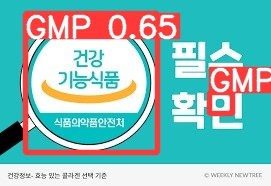 GMP 0.65
건강
기능식품
식품의약품안전처
필수
GMP
확인
건강정보- 효능 있는 콜라겐 선택 기준
© WEEKLY NEWTREE